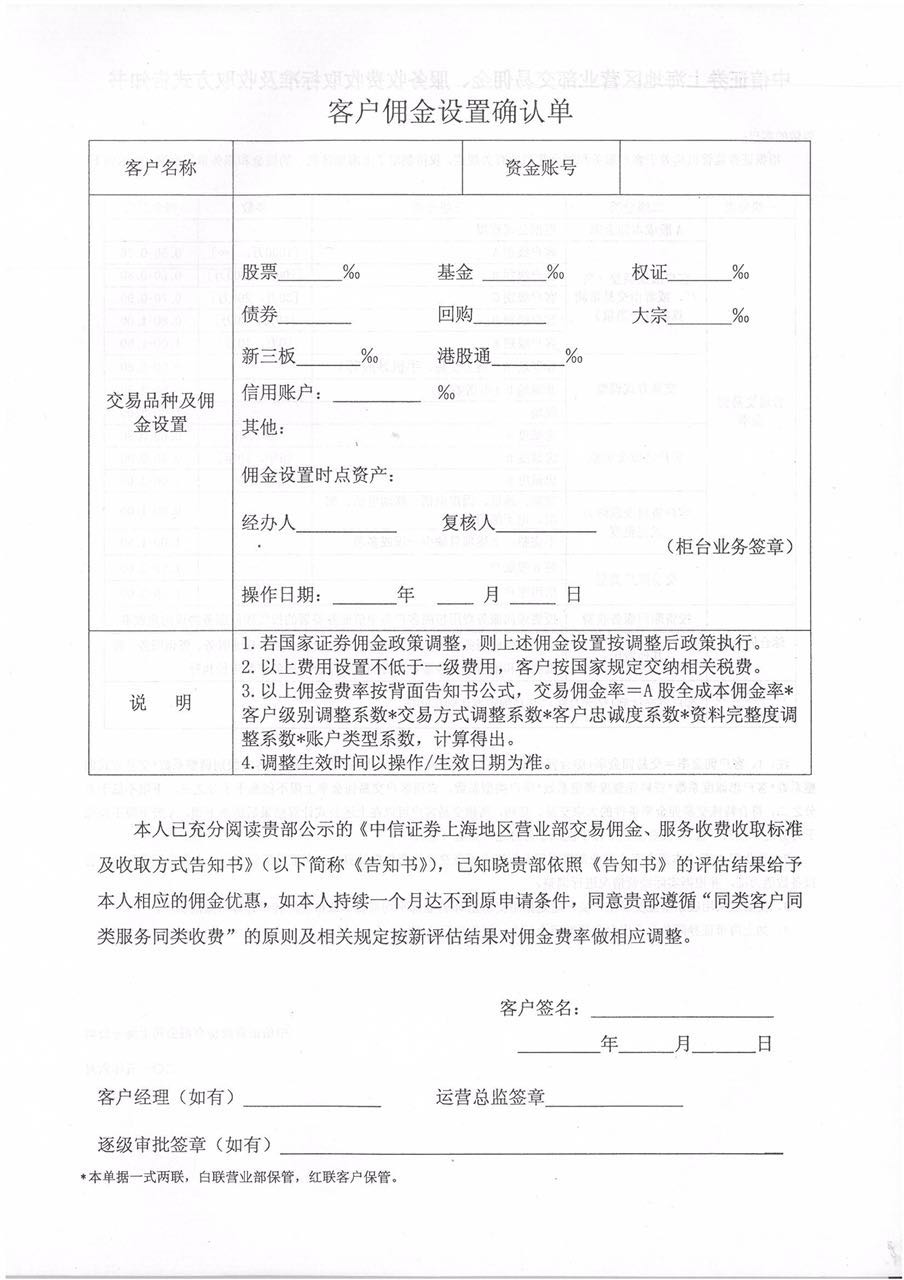 客户佣金设置确认单
客户名称 资金账号
股票______‰ 基金______‰ 权证______‰
债券_______ 回购_______ 大宗______‰
新三板______‰ 港股通_______‰
信用账户：__________ ‰
交易品种及佣
金设置
其他：
佣金设置时点资产：
经办人_________ 复核人_________
（柜台业务签章）
操作日期：______年 ___ 月 ____ 日
说 明
1.若国家证券佣金政策调整，则上述佣金设置按调整后政策执行。
2.以上费用设置不低于一级费用，客户按国家规定交纳相关税费。
3.以上佣金费率按背面告知书公式，交易佣金率＝A股全成本佣金率*
客户级别调整系数*交易方式调整系数*客户忠诚度系数*资料完整度调
整系数*账户类型系数，计算得出。
4.调整生效时间以操作/生效日期为准。
本人已充分阅读贵部公示的《中信证券上海地区营业部交易佣金、服务收费收取标准
及收取方式告知书》（以下简称《告知书》），已知晓贵部依照《告知书》的评估结果给予
本人相应的佣金优惠，如本人持续一个月达不到原申请条件，同意贵部遵循“同类客户同
类服务同类收费”的原则及相关规定按新评估结果对佣金费率做相应调整。
客户签名：_________________
________年_____月______日
客户经理（如有）_____________ 运营总监签章_____________
逐级审批签章（如有）______________________________________________
*本单据一式两联，白联营业部保管，红联客户保管。